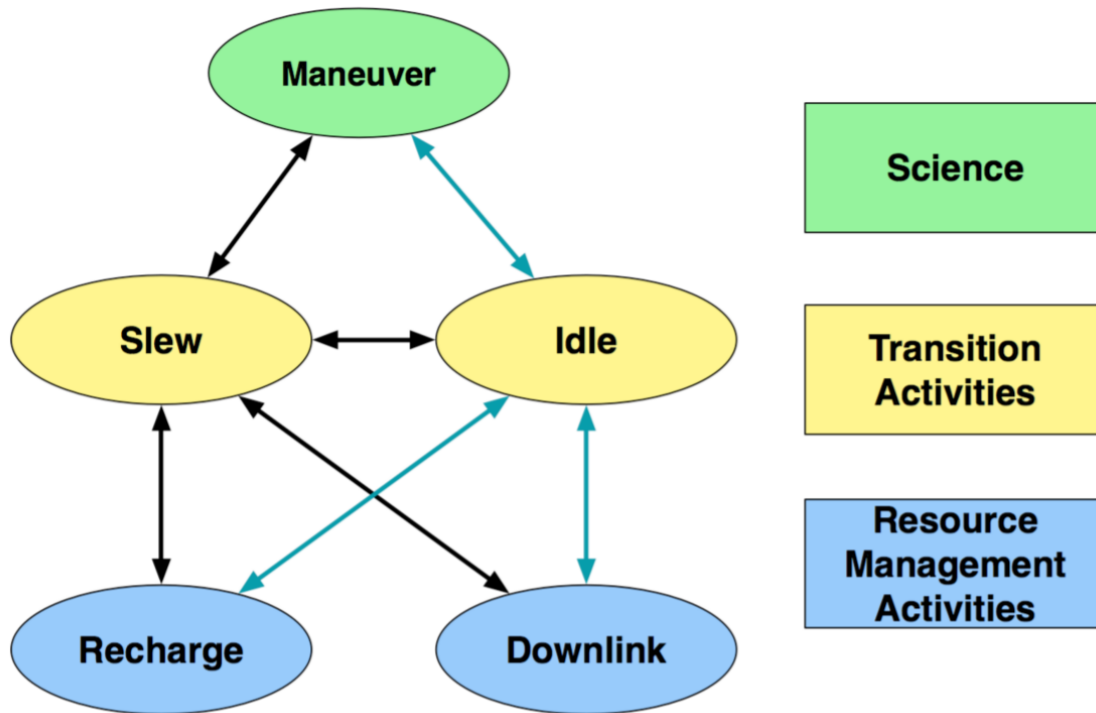 Maneuver
Science
Slew
Idle
Transition
Activities
Resource
Management
Activities
Recharge
Downlink